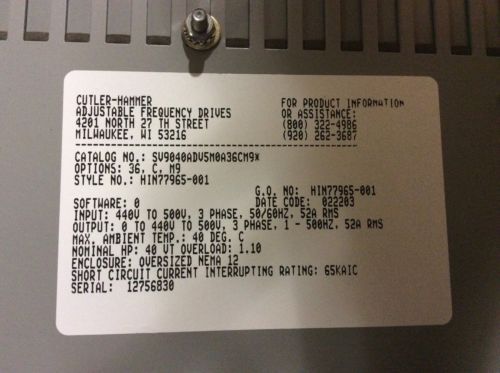 CUTLER-HAMMER
ADJUSTABLE FREQUENCY DRIVES
4201 NORTH 27 TH STREET
MILWAUKEE, WI 53216
FOR PRODUCT INFORMATION
OR ASSISTANCE:
(800) 322-4986
(920) 262-3687
CATALOG NO.: SV9040ADV5M0A36CM9*
OPTIONS: 36, C, M9
STYLE NO.: HIN77965-001
G.O. NO: HIN77965-001
SOFTWARE: 0 DATE CODE: 022203
INPUT: 440V TO 500V, 3 PHASE, 50/60HZ, 52A RMS
OUTPUT: 0 TO 440V TO 500V, 3 PHASE, 1 - 500HZ, 52A RMS
MAX. AMBIENT TEMP.: 40 DEG. C
NOMINAL HP: 40 VT OVERLOAD: 1.10
ENCLOSURE: OVERSIZED NEMA 12
SHORT CIRCUIT CURRENT INTERRUPTING RATING: 65KAIC
SERIAL: 12756830